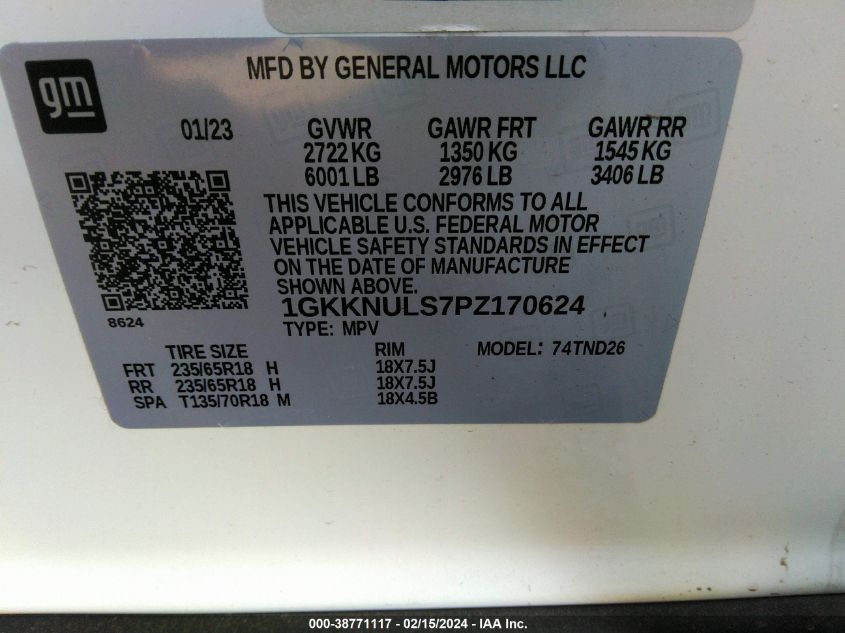 gm
MFD BY GENERAL MOTORS LLC
01/23 GVWR GAWR FRT GAWR RR
2722 KG 1350 KG 1545 KG
6001 LB 2976 LB 3406 LB
THIS VEHICLE CONFORMS TO ALL
APPLICABLE U.S. FEDERAL MOTOR
VEHICLE SAFETY STANDARDS IN EFFECT
ON THE DATE OF MANUFACTURE
SHOWN ABOVE.
8624
1GKKNULS7PZ170624
TYPE: MPV
TIRE SIZE RIM MODEL: 74TND26
FRT 235/65R18 H 18X7.5J
RR 235/65R18 H 18X7.5J
SPA T135/70R18 M 18X4.5B
000-38771117 - 02/15/2024 - IAA Inc.